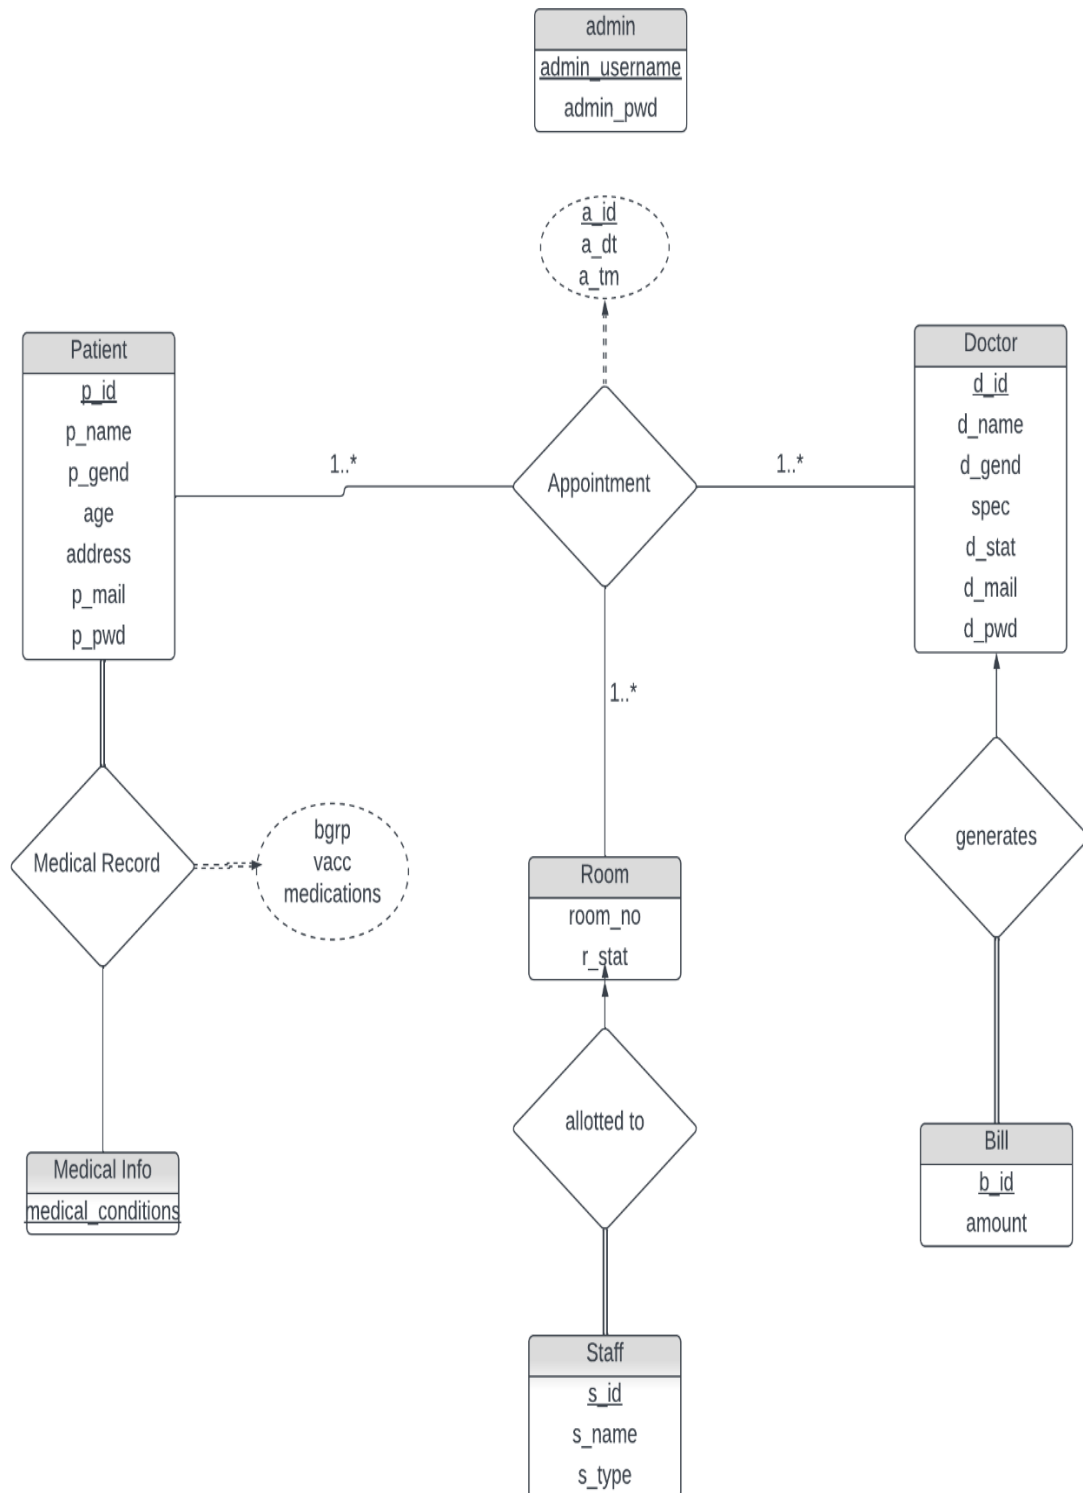 admin
admin_username
admin_pwd
a_id
a_dt
a_tm
Patient
p_id
p_name
p_gend
age
address
p_mail
p_pwd
1..*
Appointment
1..*
Doctor
d_id
d_name
d_gend
spec
d_stat
d_mail
d_pwd
1..*
Medical Record
bgrp
vacc
medications
Room
room_no
r_stat
generates
allotted to
Medical Info
medical_conditions
Bill
b_id
amount
Staff
s_id
s_name
s_type